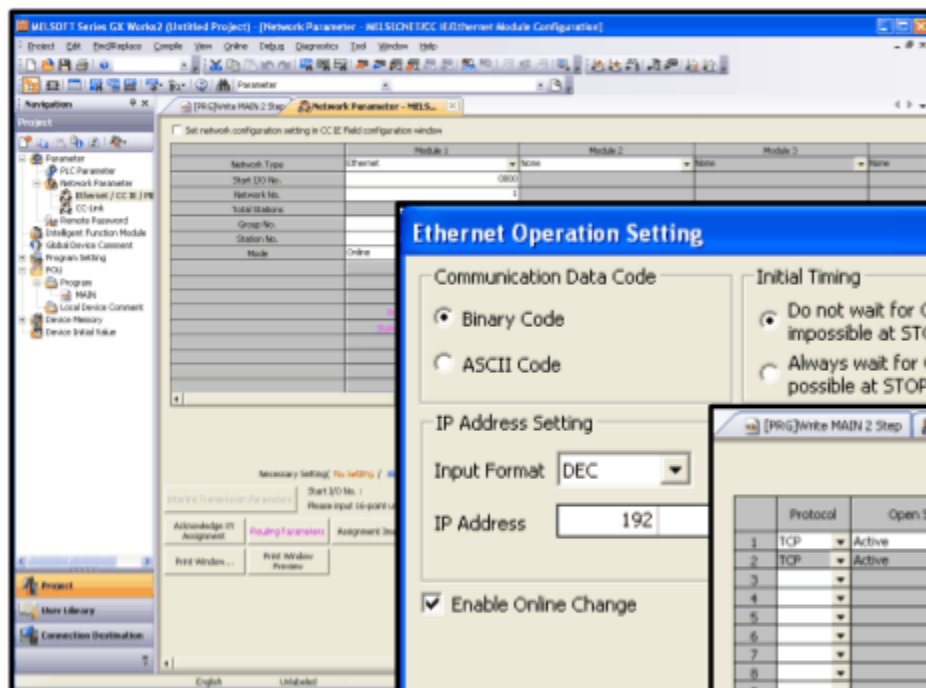 MELSOFT Series GX Works2 (Untitled Project) - [Network Parameter - MELSECNET/CC IE/Ethernet Module Configuration]
Project Edit Find/Replace Compile View Online Debug Diagnostics Tool Window Help
Parameter
Navigation
[PRG]Write MAIN 2 Step
Network Parameter - MELS...
Project
Set network configuration setting in CC IE Field configuration window
Parameter
PLC Parameter
Network Parameter
Ethernet / CC IE / ME
CC-Link
Remote Password
Intelligent Function Module
Global Device Comment
Program Setting
POU
Program
MAIN
Local Device Comment
Device Memory
Device Initial Value
Module 1 Module 2 Module 3
Network Type Ethernet None None None
Start I/O No. 0000
Network No. 1
Total Stations
Group No.
Station No.
Mode Online
Necessary Setting( No Setting /
Start I/O No. :
Please input 16-point
Interlink Transmission Parameters
Acknowledge XY Assignment
Routing Parameters
Print Window...
Print Window Preview
Project
User Library
Connection Destination
English Unlabeled
Ethernet Operation Setting
Communication Data Code
Binary Code
ASCII Code
Initial Timing
Do not wait for
impossible at
Always wait for
possible at STOP
IP Address Setting
Input Format DEC
IP Address 192
Enable Online Change
[PRG]Write MAIN 2 Step
Protocol Open
1 TCP Active
2 TCP Active
3
4
5
6
7
8